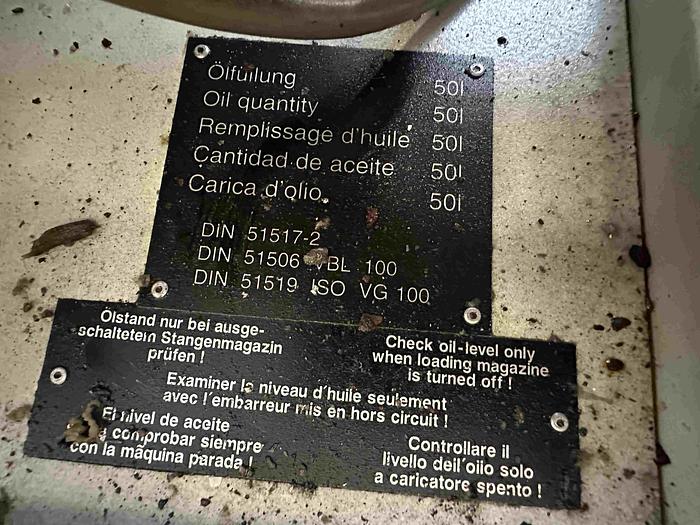 Ölfüllung 50l
Oil quantity 50l
Remplissage d'huile 50l
Cantidad de aceite 50l
Carica d'olio 50l
DIN 51517-2
DIN 51506 VBL 100
DIN 51519 ISO VG 100
Ölstand nur bei ausge-
schaltetem Stangenmagazin
prüfen !
Check oil-level only
when loading magazine
is turned off !
Examiner le niveau d'huile seulement
avec l'embarreur mis en hors circuit !
El nivel de aceite
comprobar siempre
con la máquina parada !
Controllare il
livello dell'olio solo
a caricatore spento !